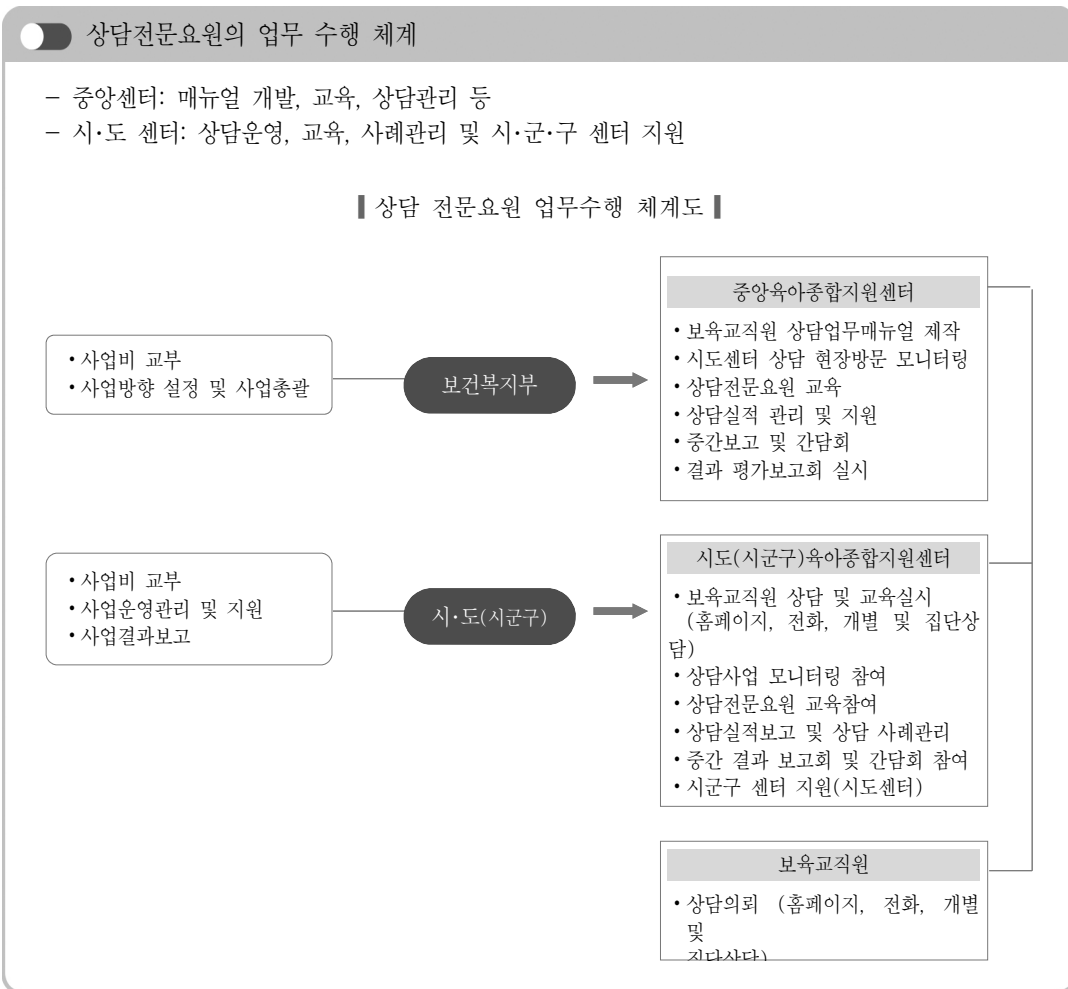 상담전문요원의 업무 수행 체계
- 중앙센터: 매뉴얼 개발, 교육, 상담관리 등
- 시·도 센터: 상담운영, 교육, 사례관리 및 시·군·구 센터 지원
상담 전문요원 업무수행 체계도
•사업비 교부
•사업방향 설정 및 사업총괄
보건복지부
중앙육아종합지원센터
•보육교직원 상담업무매뉴얼 제작
•시도센터 상담 현장방문 모니터링
•상담전문요원 교육
•상담실적 관리 및 지원
•중간보고 및 간담회
•결과 평가보고회 실시
•사업비 교부
•사업운영관리 및 지원
•사업결과보고
시·도(시군구)
시도(시군구)육아종합지원센터
•보육교직원 상담 및 교육실시
(홈페이지, 전화, 개별 및 집단상
담)
•상담사업 모니터링 참여
•상담전문요원 교육참여
•상담실적보고 및 상담 사례관리
•중간 결과 보고회 및 간담회 참여
•시군구 센터 지원(시도센터)
보육교직원
•상담의뢰 (홈페이지, 전화, 개별
및
집단상담)